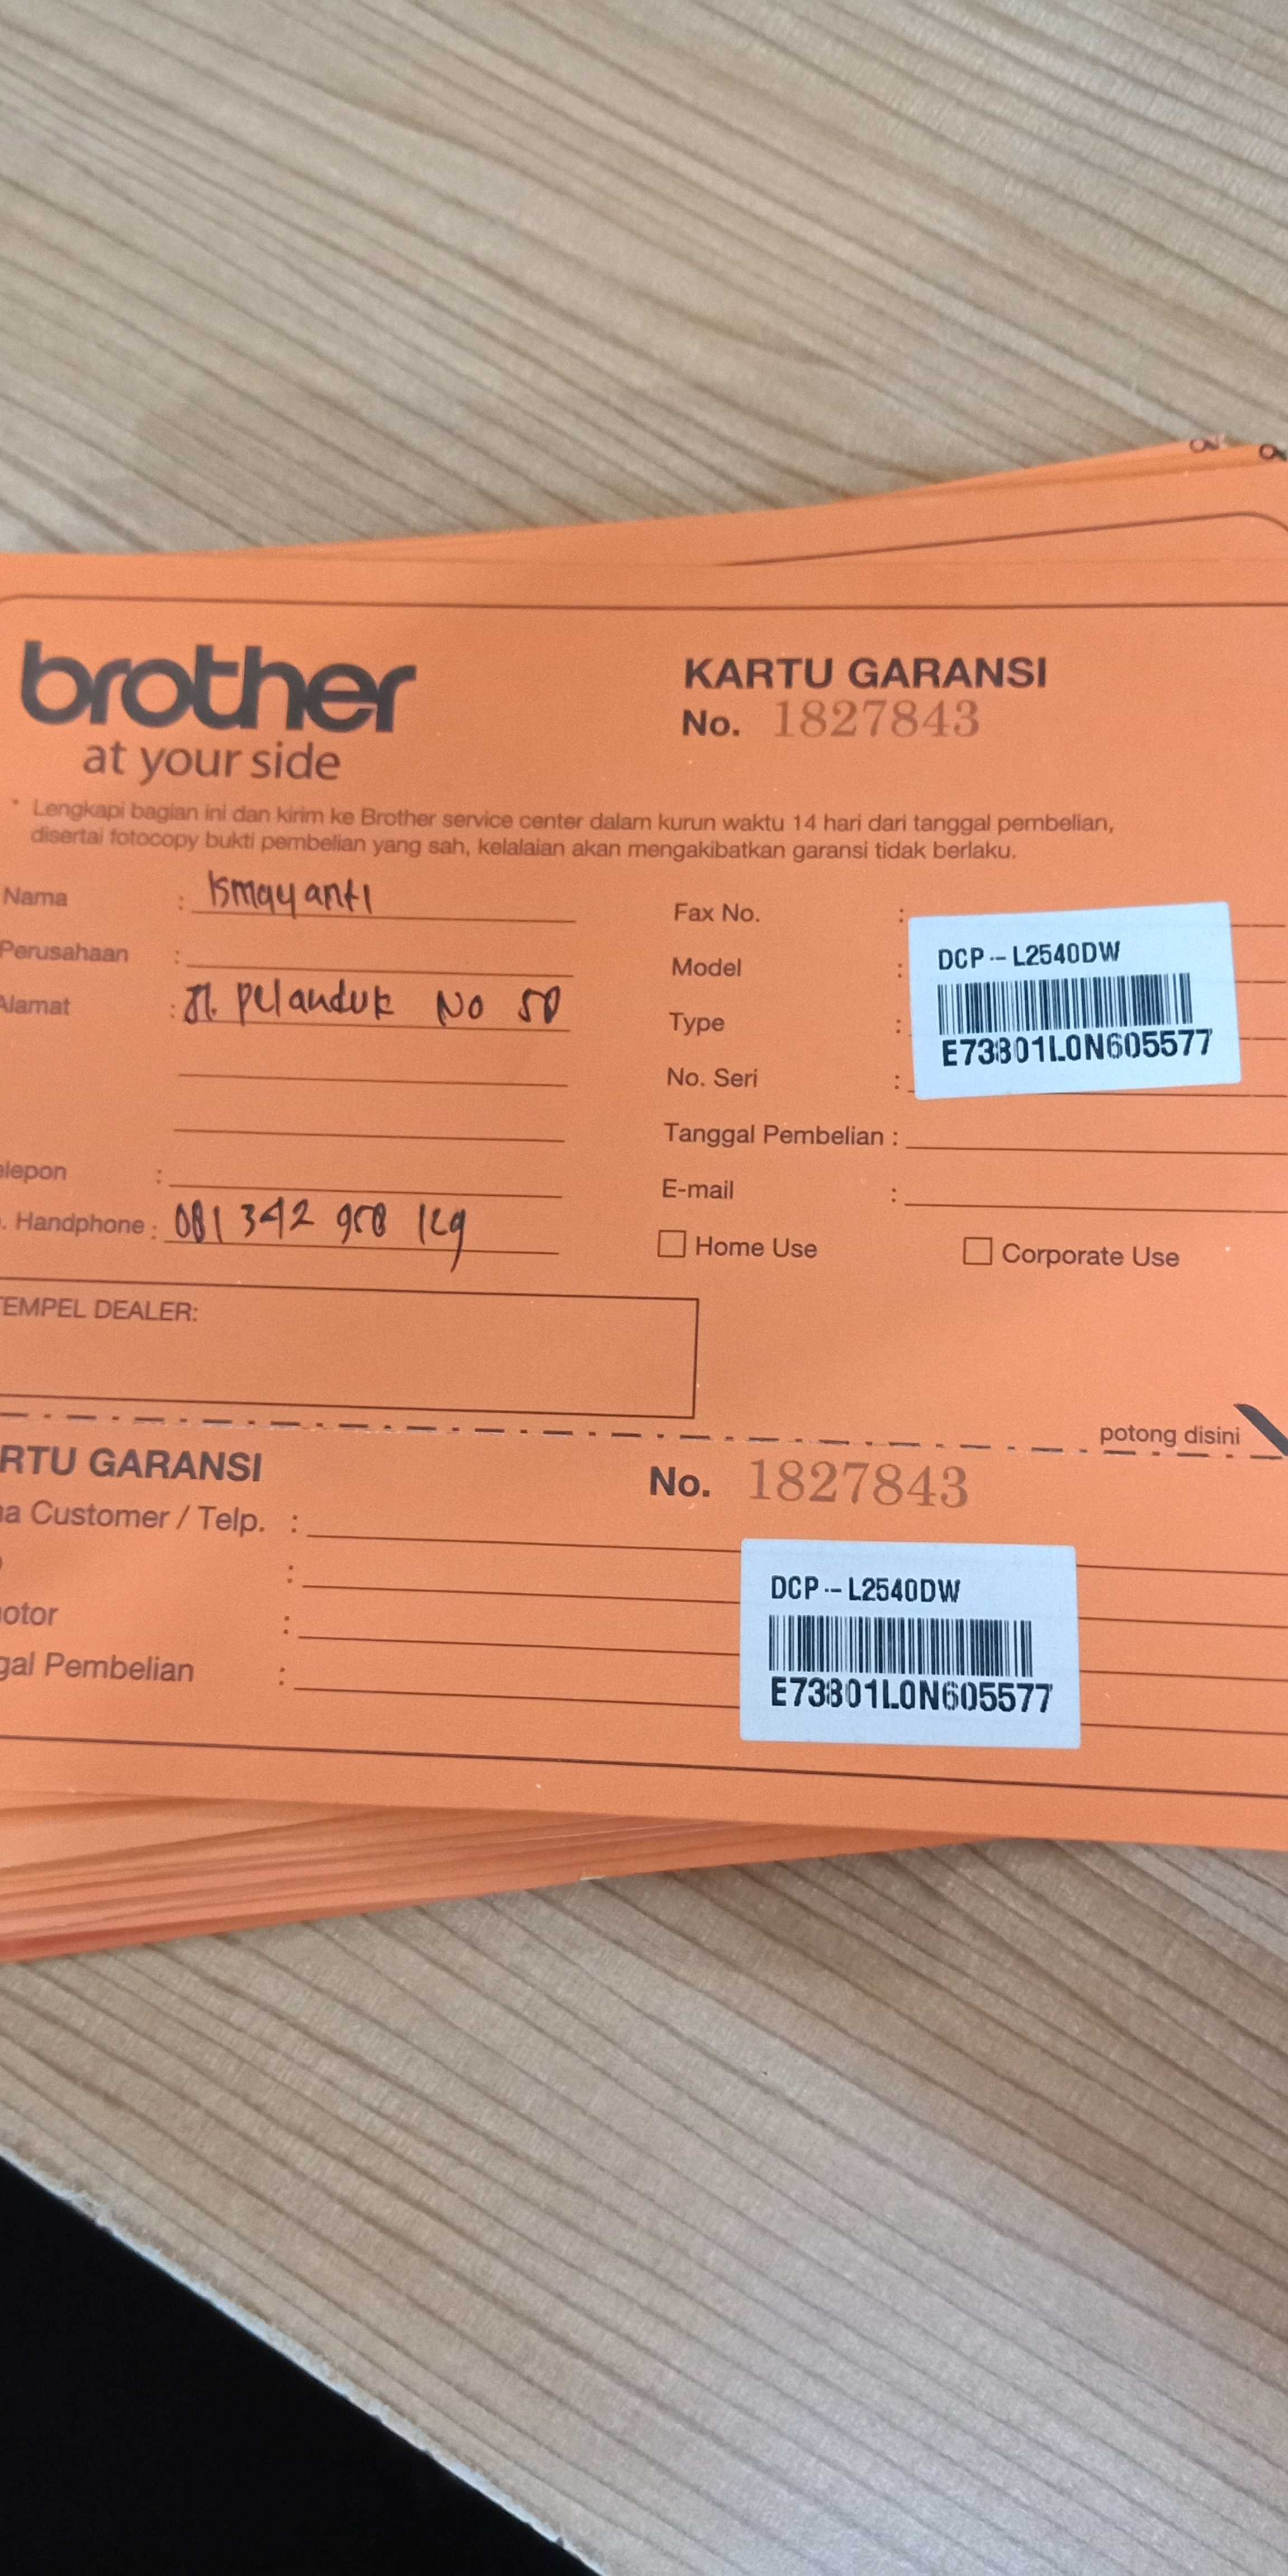 brother
at your side
KARTU GARANSI
No. 1827843
* Lengkapi bagian ini dan kirim ke Brother service center dalam kurun waktu 14 hari dari tanggal pembelian,
disertai fotocopy bukti pembelian yang sah, kelalaian akan mengakibatkan garansi tidak berlaku.
Nama : Ismayanti
Perusahaan :
Alamat : Jl. Pelanduk No 50
elepon :
. Handphone : 081 342
TEMPEL DEALER:
Fax No. :
Model :
Type :
No. Seri :
DCP-L2540DW
E73801L0N605577
Tanggal Pembelian :
E-mail :
Home Use Corporate Use
potong disini
RTU GARANSI No. 1827843
na Customer / Telp. :
:
otor :
gal Pembelian :
DCP-L2540DW
E73801L0N605577